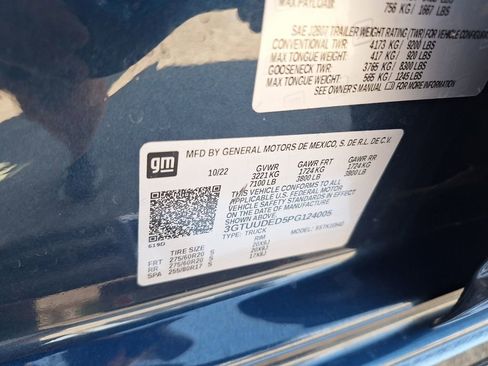 MAX PAYLOAD:
756 KG / 1667 LBS
SAE J2807 TRAILER WEIGHT RATING (TWR) FOR VEHICLE CONFIGURA
CONVENTIONAL TWR: 4173 KG / 9200 LBS
MAX TONGUE WT: 417 KG / 920 LBS
GOOSENECK TWR: 3765 KG / 8300 LBS
MAX TONGUE WT: 565 KG / 1245 LBS
SEE OWNER'S MANUAL FOR MORE INFORMATION
gm
MFD BY GENERAL MOTORS DE MEXICO, S. DE R.L. DE C.V.
10/22 GVWR GAWR FRT GAWR RR
3221 KG 1724 KG 1724 KG
7100 LB 3800 LB 3800 LB
THIS VEHICLE CONFORMS TO ALL
APPLICABLE U.S. FEDERAL MOTOR
VEHICLE SAFETY STANDARDS IN EFFECT
ON THE DATE OF MANUFACTURE SHOWN ABOVE.
3GTUUDED5PG124005
TYPE: TRUCK
619D
TIRE SIZE RIM
FRT 275/60R20 S 20X9J
RR 275/60R20 S 20X9J
SPA 255/80R17 S 17X8J